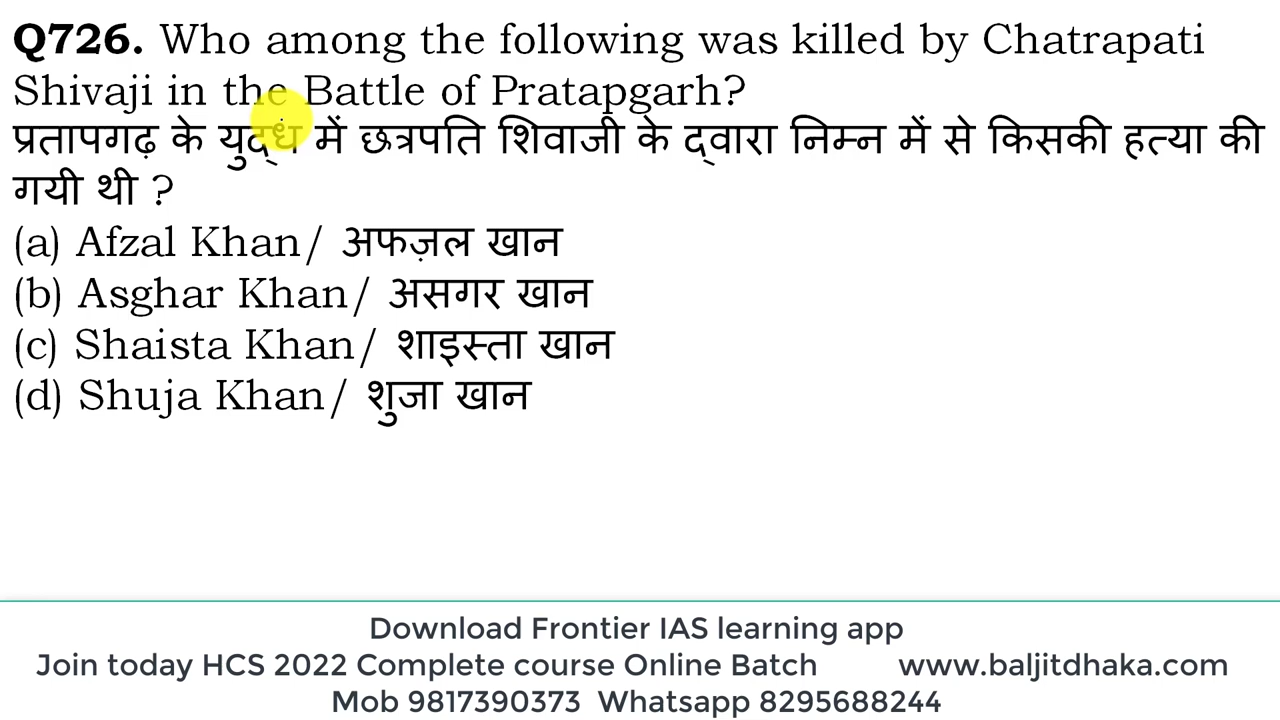 Q726. Who among the following was killed by Chatrapati
Shivaji in the Battle of Pratapgarh?
प्रतापगढ़ के युद्ध में छत्रपति शिवाजी के द्वारा निम्न में से किसकी हत्या की
गयी थी ?
(a) Afzal Khan/ अफज़ल खान
(b) Asghar Khan/ असगर खान
(c) Shaista Khan/ शाइस्ता खान
(d) Shuja Khan/ शुजा खान
Download Frontier IAS learning app
Join today HCS 2022 Complete course Online Batch www.baljitdhaka.com
Mob 9817390373 Whatsapp 8295688244